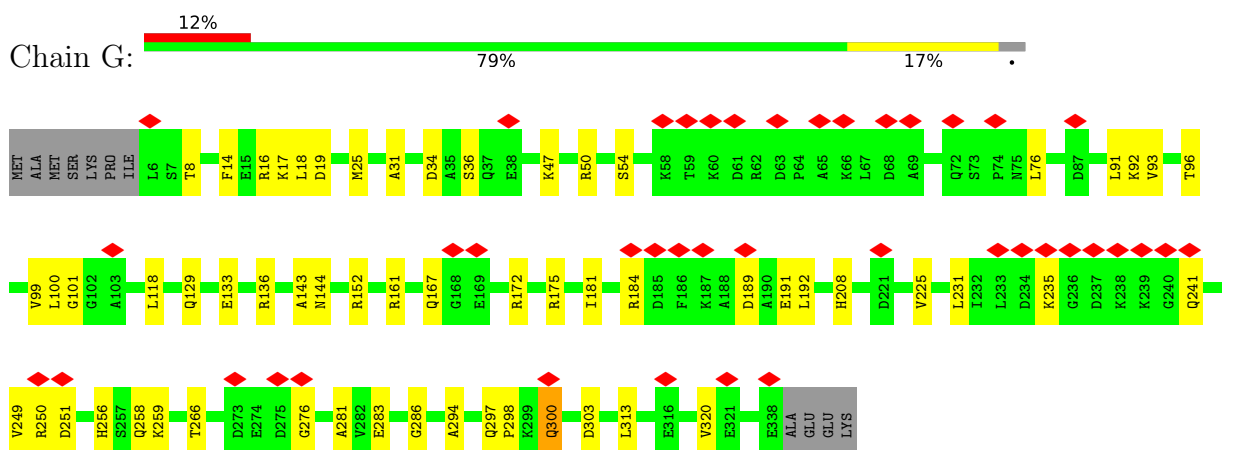 12%
Chain G:
79% 17% •
MET ALA MET SER LYS PRO ILE L6 S7 T8 F14 E15 R16 K17 L18 D19 M25 A31 D34 A35 S36 Q37 E38 K47 R50 S54 K58 T59 K60 D61 R62 D63 P64 A65 K66 L67 D68 A69 Q72 S73 P74 N75 L76 D87 L91 K92 V93 T96
V99 L100 G101 G102 A103 L118 Q129 E133 R136 A143 N144 R152 R161 Q167 G168 E169 R172 R175 I181 R184 D185 F186 K187 A188 D189 A190 E191 L192 H208 D221 V225 L231 I232 L233 D234 K235 G236 D237 K238 K239 G240 Q241
V249 R250 D251 H256 S257 Q258 K259 T266 D273 E274 D275 G276 A281 V282 E283 G286 A294 Q297 P298 K299 Q300 D303 L313 E316 V320 E321 E338 ALA GLU GLU LYS